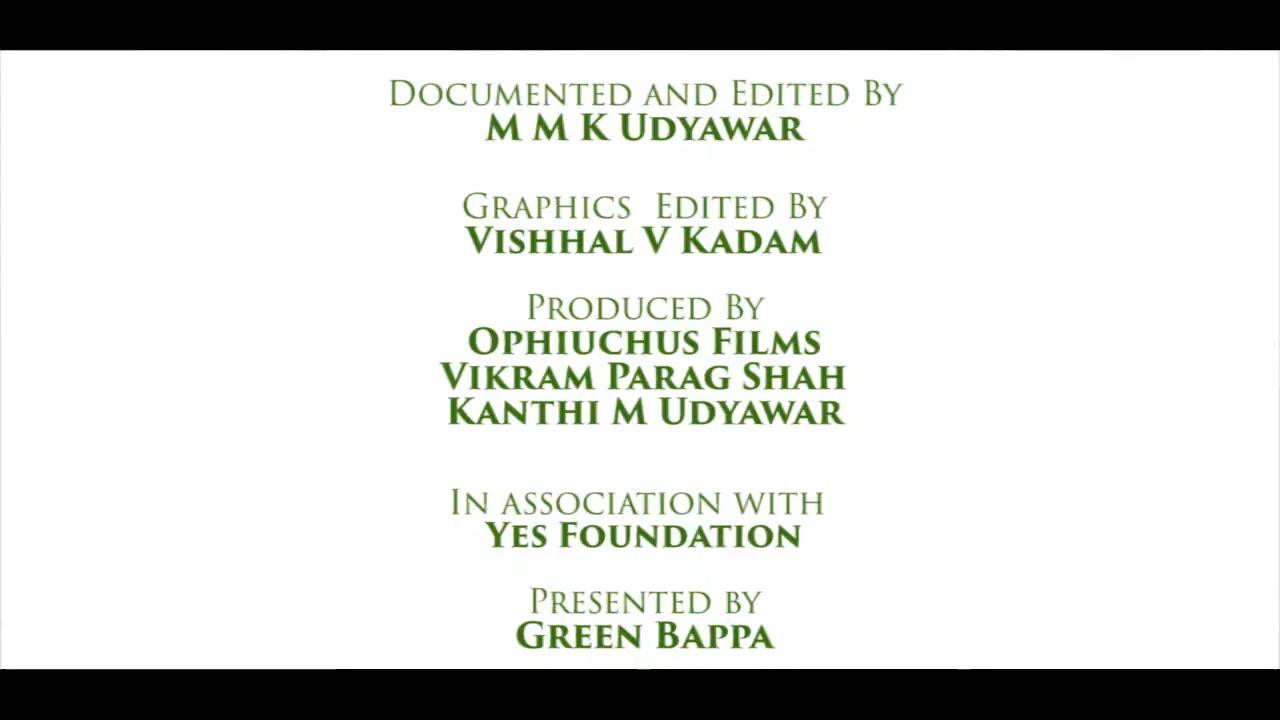 Documented and Edited By
M M K Udyawar
Graphics Edited By
Vishhal V Kadam
Produced By
Ophiuchus Films
Vikram Parag Shah
Kanthi M Udyawar
In association with
Yes Foundation
Presented by
Green Bappa